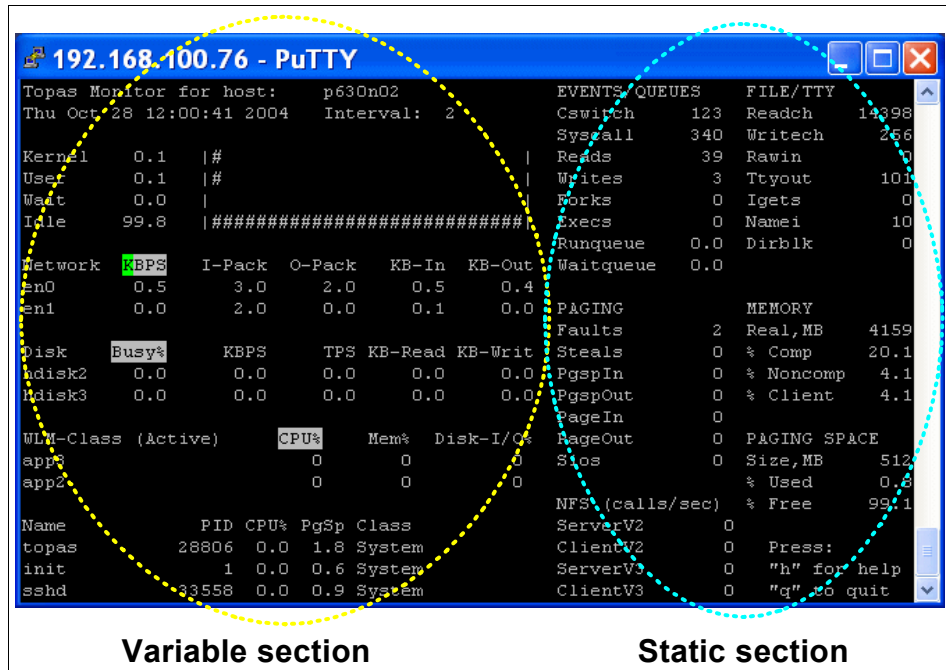 192.168.100.76 - PuTTY
Topas Monitor for host: p630n02 EVENTS/QUEUES FILE/TTY
Thu Oct 28 12:00:41 2004 Interval: 2 Cswitch 123 Readch 14398
Syscall 340 Writech 256
Kernel 0.1 |# | Reads 39 Rawin 0
User 0.1 |# | Writes 3 Ttyout 101
Wait 0.0 | | Forks 0 Igets 0
Idle 99.8 |############################| Execs 0 Namei 10
Runqueue 0.0 Dirblk 0
Network KBPS I-Pack O-Pack KB-In KB-Out Waitqueue 0.0
en0 0.5 3.0 2.0 0.5 0.4
en1 0.0 2.0 0.0 0.1 0.0 PAGING MEMORY
Faults 2 Real,MB 4159
Disk Busy% KBPS TPS KB-Read KB-Writ Steals 0 % Comp 20.1
hdisk2 0.0 0.0 0.0 0.0 0.0 PgspIn 0 % Noncomp 4.1
hdisk3 0.0 0.0 0.0 0.0 0.0 PgspOut 0 % Client 4.1
PageIn 0
WLM-Class (Active) CPU% Mem% Disk-I/O% PageOut 0 PAGING SPACE
app3 0 0 0 Sios 0 Size,MB 512
app2 0 0 0 % Used 0.8
NFS (calls/sec) % Free 99.1
Name PID CPU% PgSp Class ServerV2 0
topas 28806 0.0 1.8 System ClientV2 0 Press:
init 1 0.0 0.6 System ServerV3 0 "h" for help
sshd 33558 0.0 0.9 System ClientV3 0 "q" to quit
Variable section Static section